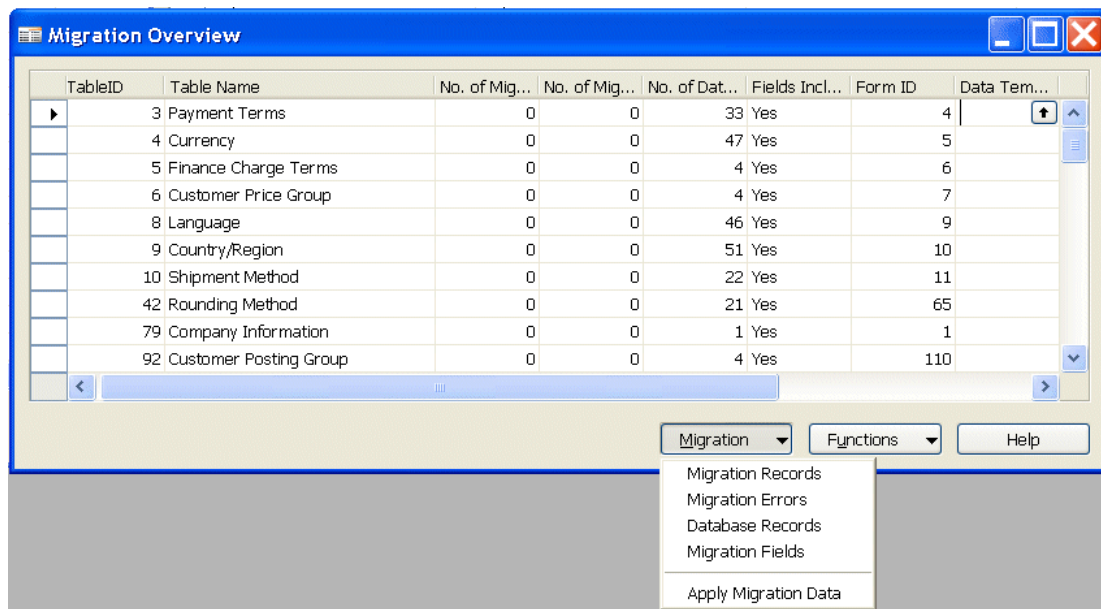 Migration Overview
TableID Table Name No. of Mig... No. of Mig... No. of Dat... Fields Incl... Form ID Data Tem...
3 Payment Terms 0 0 33 Yes 4
4 Currency 0 0 47 Yes 5
5 Finance Charge Terms 0 0 4 Yes 6
6 Customer Price Group 0 0 4 Yes 7
8 Language 0 0 46 Yes 9
9 Country/Region 0 0 51 Yes 10
10 Shipment Method 0 0 22 Yes 11
42 Rounding Method 0 0 21 Yes 65
79 Company Information 0 0 1 Yes 1
92 Customer Posting Group 0 0 4 Yes 110
Migration Functions Help
Migration Records
Migration Errors
Database Records
Migration Fields
Apply Migration Data